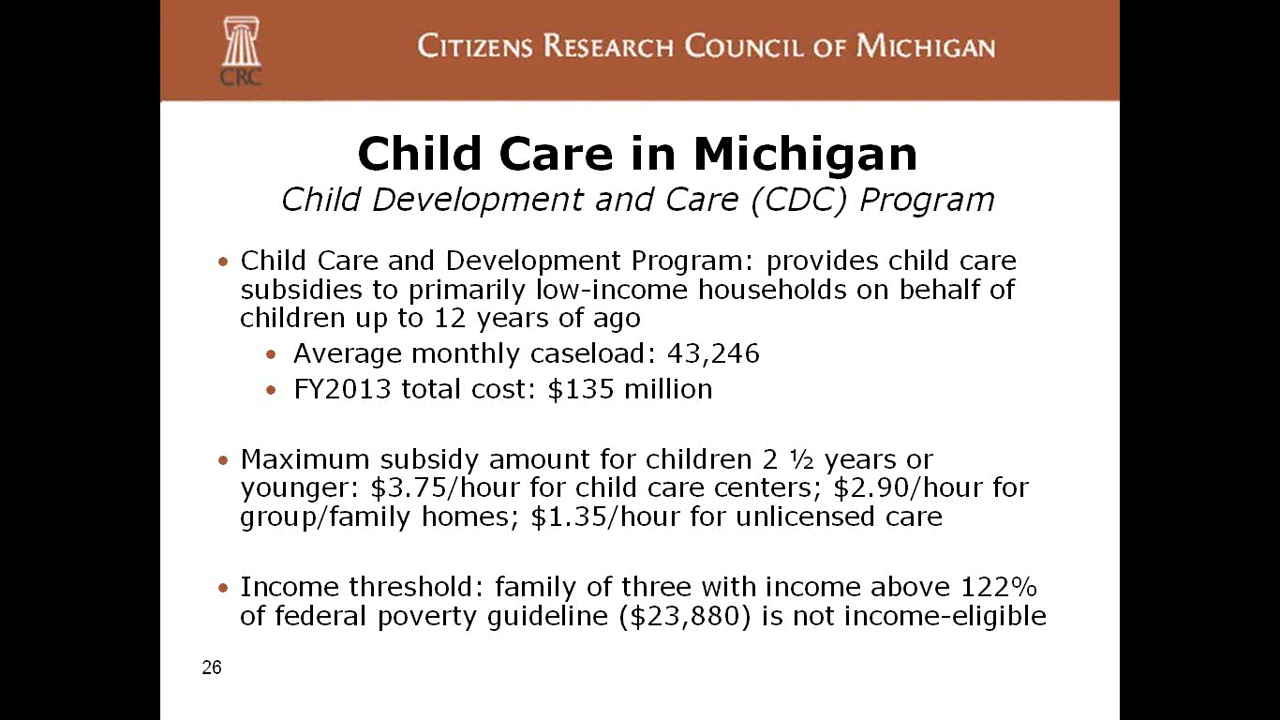 CRC
CITIZENS RESEARCH COUNCIL OF MICHIGAN
Child Care in Michigan
Child Development and Care (CDC) Program
• Child Care and Development Program: provides child care
subsidies to primarily low-income households on behalf of
children up to 12 years of ago
• Average monthly caseload: 43,246
• FY2013 total cost: $135 million
• Maximum subsidy amount for children 2 ½ years or
younger: $3.75/hour for child care centers; $2.90/hour for
group/family homes; $1.35/hour for unlicensed care
• Income threshold: family of three with income above 122%
of federal poverty guideline ($23,880) is not income-eligible
26